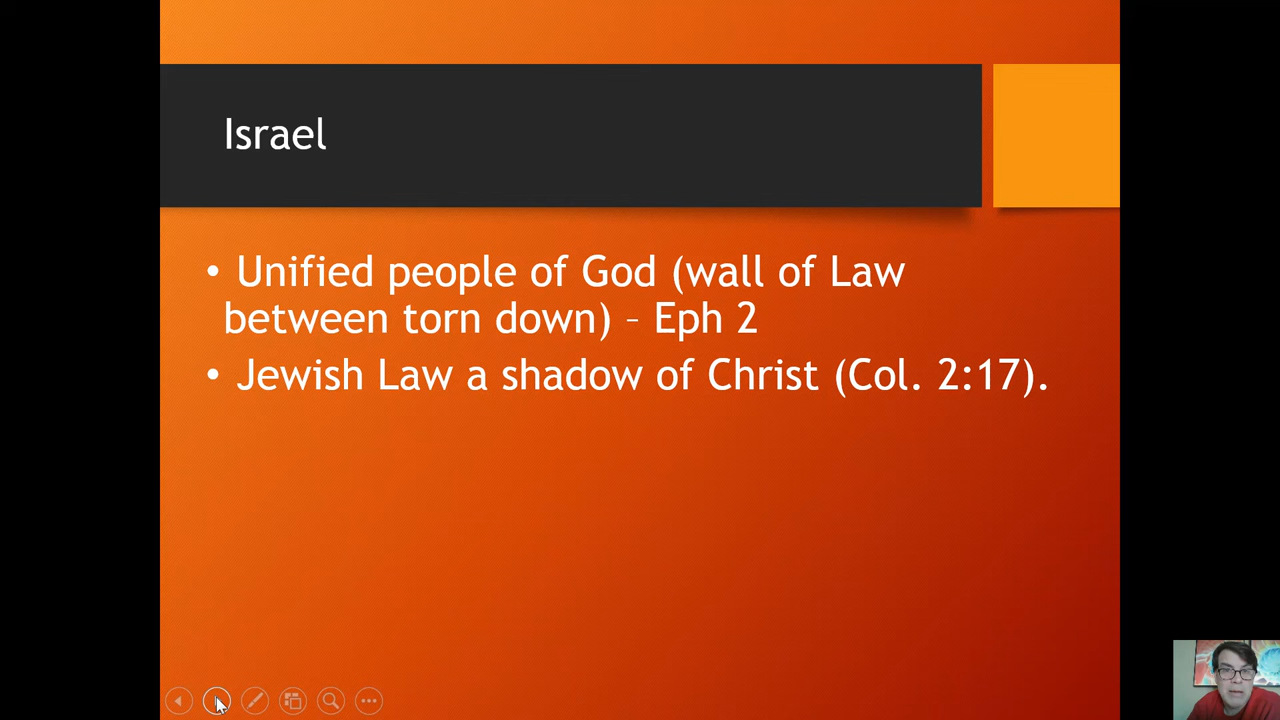 Israel
• Unified people of God (wall of Law
between torn down) – Eph 2
• Jewish Law a shadow of Christ (Col. 2:17).